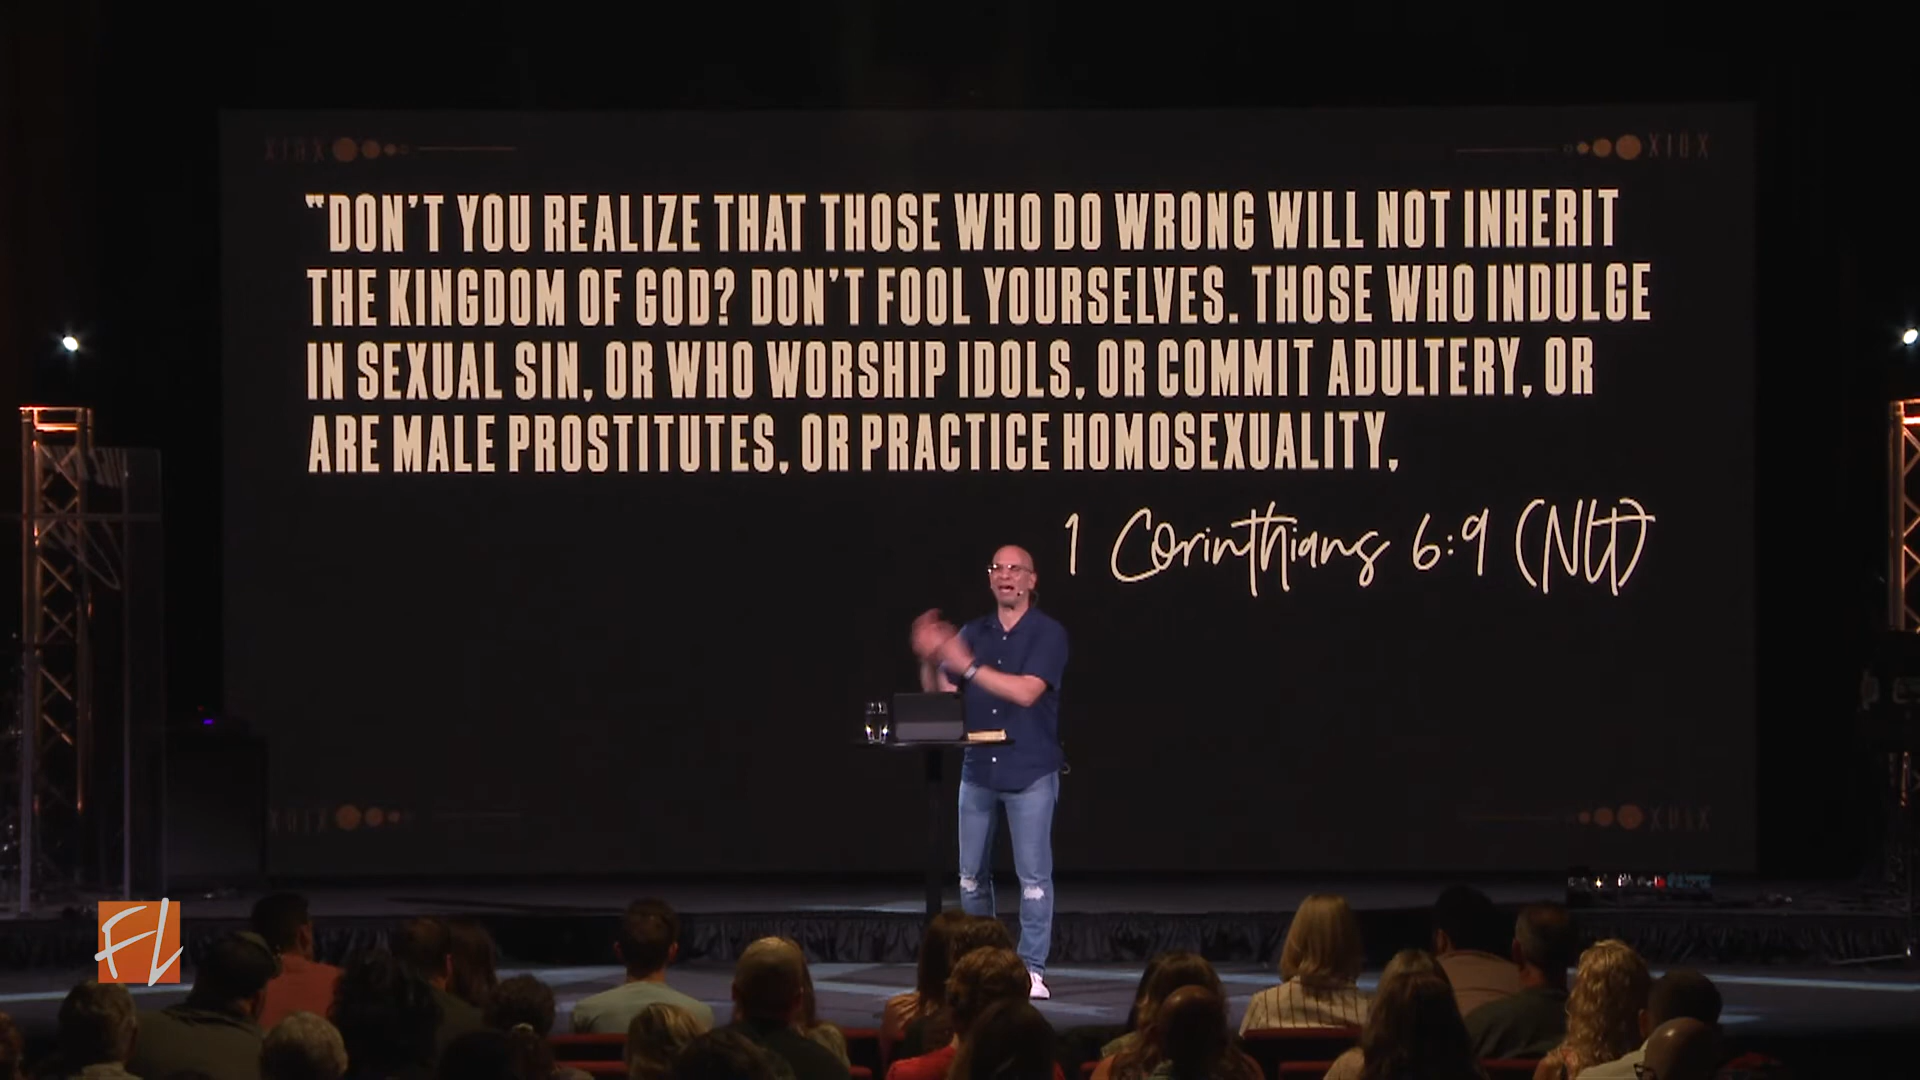 XIOX
XIOX
“DON’T YOU REALIZE THAT THOSE WHO DO WRONG WILL NOT INHERIT
THE KINGDOM OF GOD? DON’T FOOL YOURSELVES. THOSE WHO INDULGE
IN SEXUAL SIN, OR WHO WORSHIP IDOLS, OR COMMIT ADULTERY, OR
ARE MALE PROSTITUTES, OR PRACTICE HOMOSEXUALITY,
1 Corinthians 6:9 (NLT)
FL